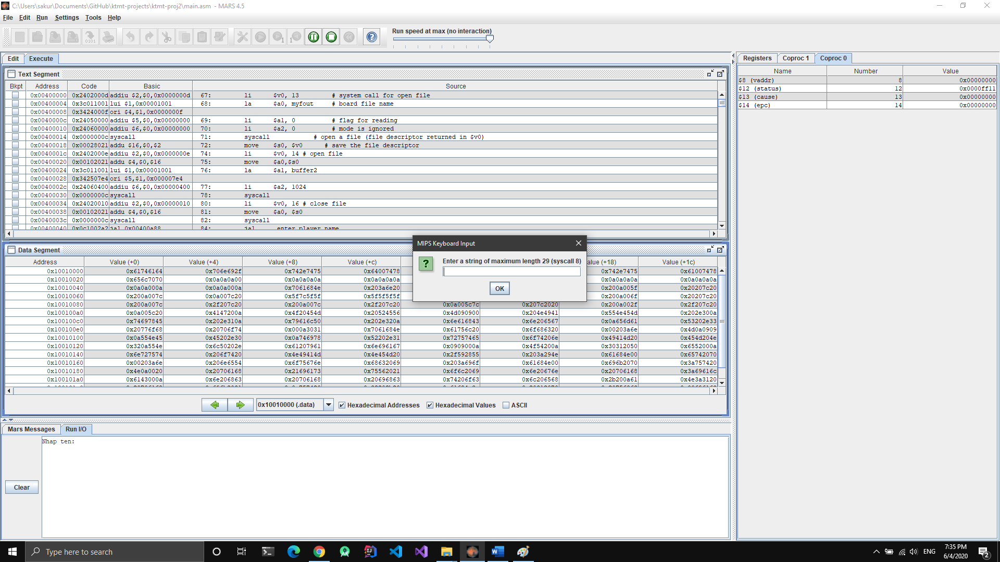 C:\Users\sakur\Documents\GitHub\ktmt-projects\ktmt-proj2\main.asm - MARS 4.5
File Edit Run Settings Tools Help
Run speed at max (no interaction)
Edit Execute
Registers Coproc 1 Coproc 0
Name Number Value
$8 (vaddr) 8 0x00000000
$12 (status) 12 0x0000ff11
$13 (cause) 13 0x00000000
$14 (epc) 14 0x00000000
Text Segment
Bkpt Address Code Basic Source
0x00400000 0x2402000d addiu $2,$0,0x0000000d 67: li $v0, 13 # system call for open file
0x00400004 0x3c011001 lui $1,0x00001001 68: la $a0, myfout # board file name
0x00400008 0x3424000f ori $4,$1,0x0000000f
0x0040000c 0x24050000 addiu $5,$0,0x00000000 69: li $a1, 0 # flag for reading
0x00400010 0x24060000 addiu $6,$0,0x00000000 70: li $a2, 0 # mode is ignored
0x00400014 0x0000000c syscall 71: syscall # open a file (file descriptor returned in $v0)
0x00400018 0x00028021 addu $16,$0,$2 72: move $s0, $v0 # save the file descriptor
0x0040001c 0x2402000e addiu $2,$0,0x0000000e 74: li $v0, 14 # open file
0x00400020 0x00102021 addu $4,$0,$16 75: move $a0,$s0
0x00400024 0x3c011001 lui $1,0x00001001 76: la $a1, buffer2
0x00400028 0x342507e4 ori $5,$1,0x000007e4
0x0040002c 0x24060400 addiu $6,$0,0x00000400 77: li $a2, 1024
0x00400030 0x0000000c syscall 78: syscall
0x00400034 0x24020010 addiu $2,$0,0x00000010 80: li $v0, 16 # close file
0x00400038 0x00102021 addu $4,$0,$16 81: move $a0, $s0
0x0040003c 0x0000000c syscall 82: syscall
0x00400040 0x0c1002a2 jal 0x00400a88 84: jal enter_player_name
MIPS Keyboard Input
Enter a string of maximum length 29 (syscall 8)
OK
Data Segment
Address Value (+0) Value (+4) Value (+8) Value (+c) alue (+18) Value (+1c)
0x10010000 0x61746164 0x706e692f 0x742e7475 0x64007478 0x742e7475 0x61007478
0x10010020 0x656c7070 0x0a0a0a00 0x0a0a0a0a 0x0a0a0a0a 0x0a0a0a0a 0x0a0a0a0a
0x10010040 0x0a0a000a 0x0a0a000a 0x7061684e 0x203a6e20 0x200a005f 0x20207c20
0x10010060 0x200a007c 0x0a007c20 0x5f7c5f5f 0x5f5f5f5f 0x200a006f 0x20207c20
0x10010080 0x200a007c 0x2f207c20 0x200a007c 0x2f207c20 0x0a005c7c 0x207c2020 0x200a002f 0x2f207c20
0x100100a0 0x0a005c20 0x4147200a 0x4f20454d 0x20524556 0x4d090900 0x204e4941 0x554e454d 0x202e300a
0x100100c0 0x74697845 0x202e310a 0x79616c50 0x202e320a 0x6e616843 0x6e206567 0x0a656d61 0x53202e33
0x100100e0 0x20776f68 0x20706f74 0x000a3031 0x7061684e 0x61756c20 0x6f686320 0x00203a6e 0x4d0a0909
0x10010100 0x0a554e45 0x45202e30 0x0a746978 0x52202e31 0x72757465 0x6f74206e 0x49414d20 0x454d204e
0x10010120 0x320a554e 0x6c50202e 0x61207961 0x6e696167 0x0909000a 0x4f54200a 0x30312050 0x6552000a
0x10010140 0x6e727574 0x206f7420 0x4e49414d 0x4e454d20 0x2f592855 0x203a294e 0x61684e00 0x65742070
0x10010160 0x00203a6e 0x206e6554 0x6f75676e 0x68632069 0x203a696f 0x61684e00 0x696b2070 0x3a757420
0x10010180 0x4e0a0020 0x20706168 0x21696173 0x75562021 0x6f6c2069 0x6e20676e 0x20706168 0x3a69616c
0x100101a0 0x6143000a 0x6e206863 0x20706168 0x20696863 0x74206f63 0x6c206568 0x2b200a61 0x4e3a3120
0x10010000 (.data) Hexadecimal Addresses Hexadecimal Values ASCII
Mars Messages Run I/O
Nhap ten:
Clear
Type here to search
ENG
7:35 PM
6/4/2020
2